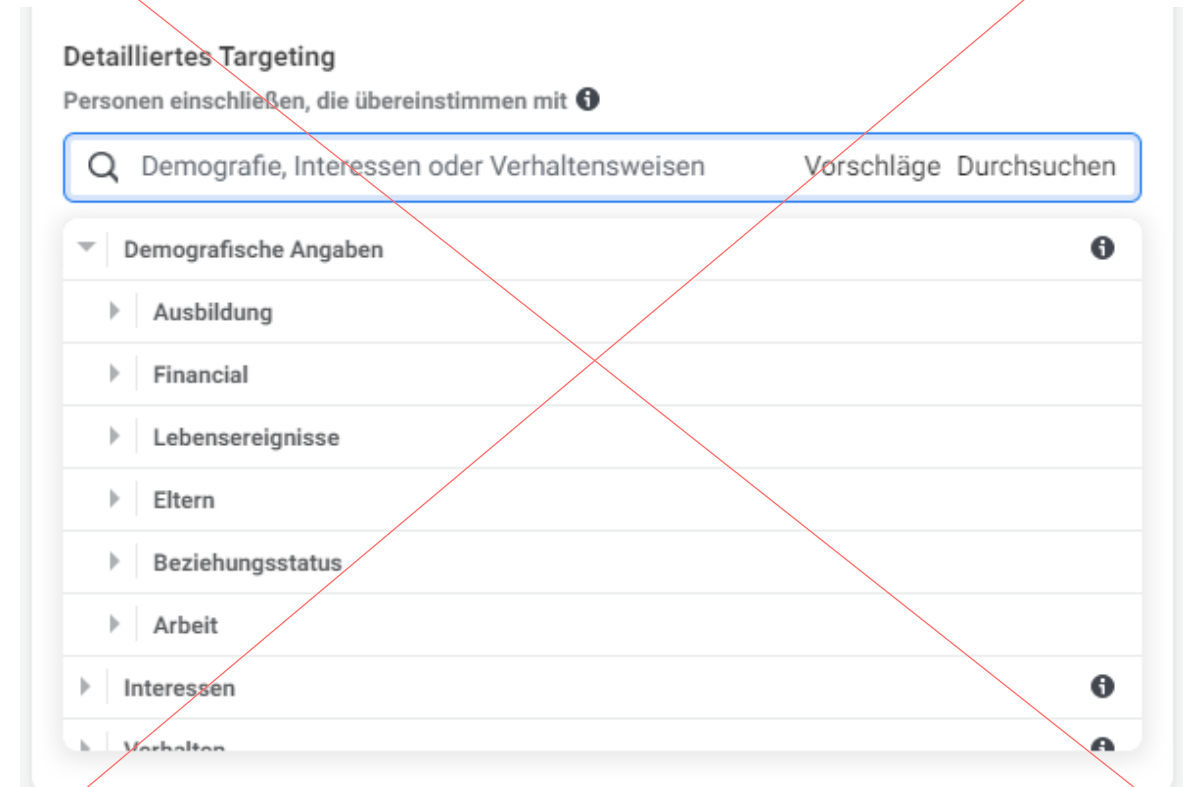 Detailliertes Targeting
Personen einschließen, die übereinstimmen mit
Demografie, Interessen oder Verhaltensweisen Vorschläge Durchsuchen
Demografische Angaben
Ausbildung
Financial
Lebensereignisse
Eltern
Beziehungsstatus
Arbeit
Interessen
Verhalten